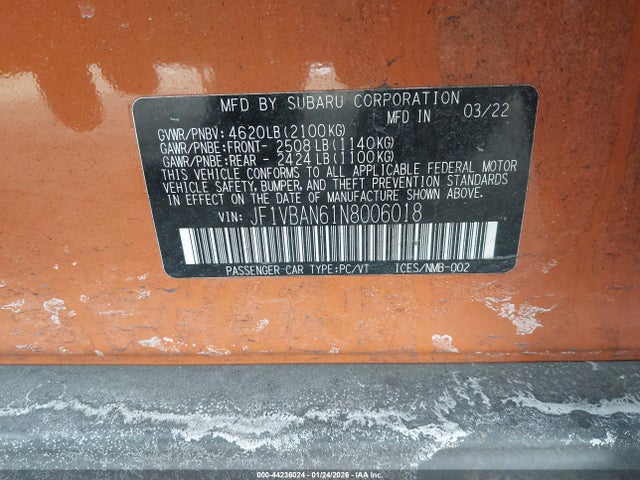 MFD BY SUBARU CORPORATION
MFD IN 03/22
GVWR/PNBV: 4620LB(2100KG)
GAWR/PNBE:FRONT- 2508LB(1140KG)
GAWR/PNBE:REAR - 2424LB(1100KG)
THIS VEHICLE CONFORMS TO ALL APPLICABLE FEDERAL MOTOR
VEHICLE SAFETY, BUMPER, AND THEFT PREVENTION STANDARDS
IN EFFECT ON THE DATE OF MANUFACTURE SHOWN ABOVE.
VIN: JF1VBAN61N8006018
PASSENGER CAR TYPE:PC/VT ICES/NMB-002
000-44236024 | 01/24/2026 - IAAI.COM